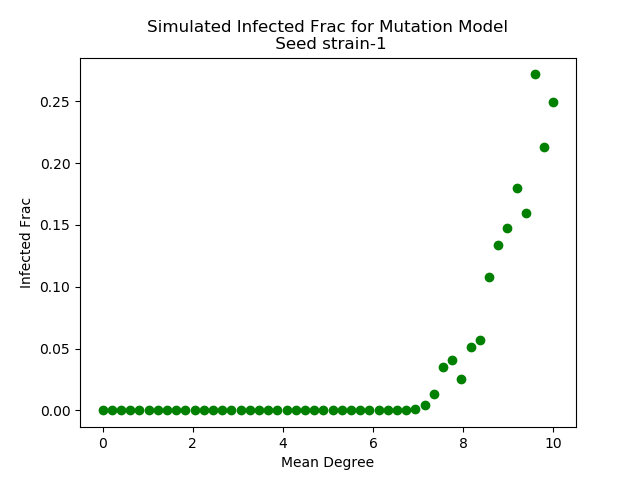 Simulated Infected Frac for Mutation Model
Seed strain-1
0.25
0.20
0.15
0.10
0.05
0.00
Infected Frac
0 2 4 6 8 10
Mean Degree